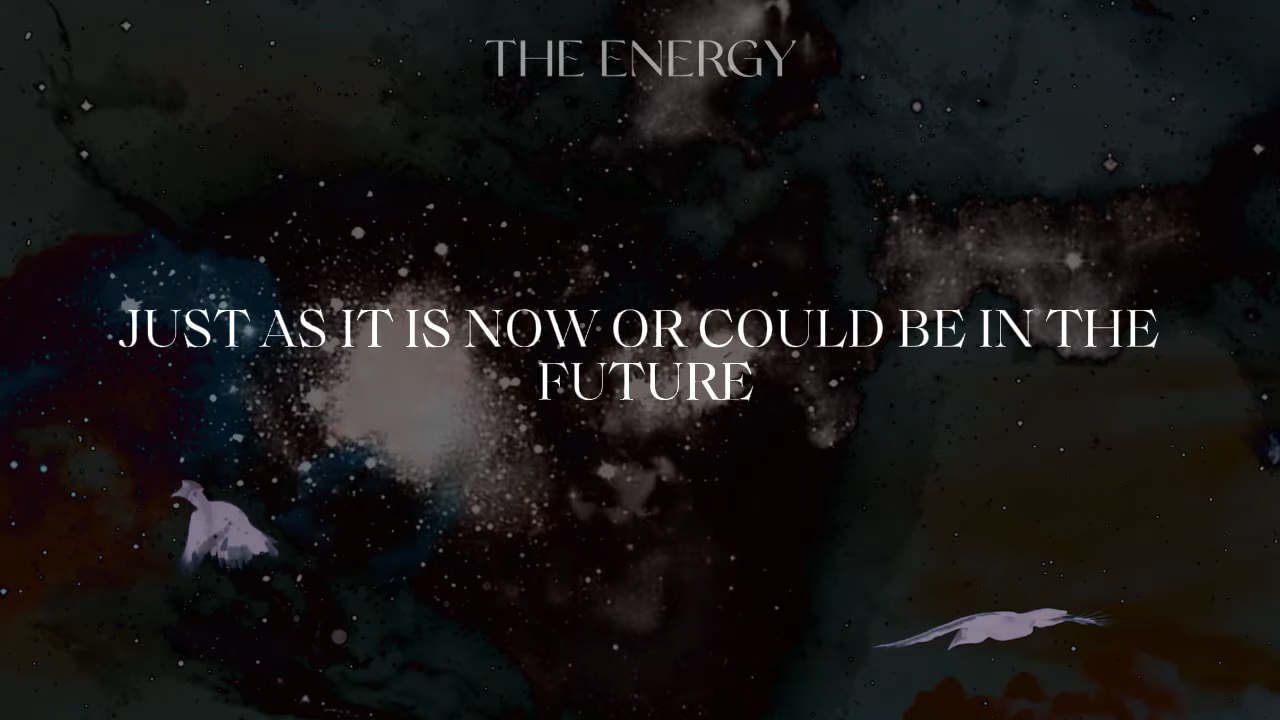 THE ENERGY
JUST AS IT IS NOW OR COULD BE IN THE
FUTURE